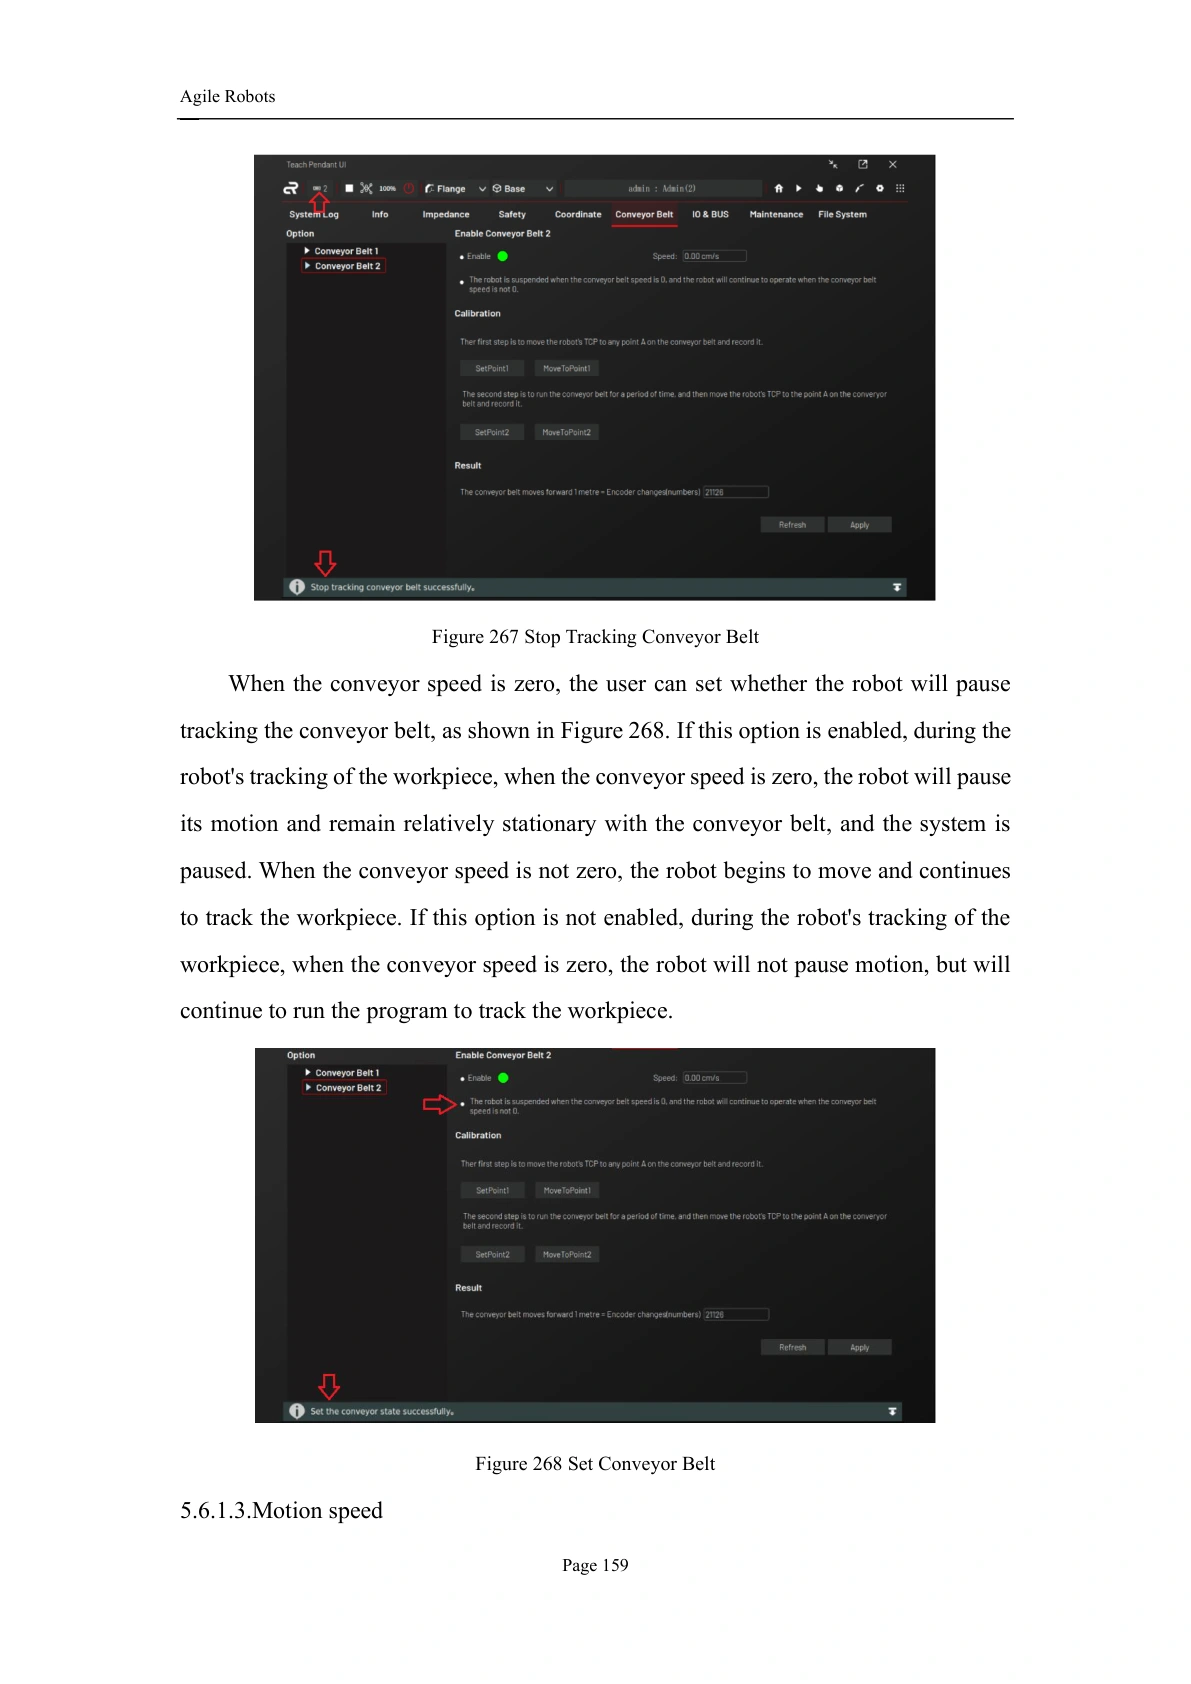 Agile Robots
Teach Pendant UI
2 100% Flange Base admin : Admin(2)
System Log Info Impedance Safety Coordinate Conveyor Belt IO & BUS Maintenance File System
Option Enable Conveyor Belt 2
Conveyor Belt 1 Enable Speed: 0.00 cm/s
Conveyor Belt 2
The robot is suspended when the conveyor belt speed is 0, and the robot will continue to operate when the conveyor belt
speed is not 0.
Calibration
Ther first step is to move the robot's TCP to any point A on the conveyor belt and record it.
SetPoint1 MoveToPoint1
The second step is to run the conveyor belt for a period of time, and then move the robot's TCP to the point A on the converyor
belt and record it.
SetPoint2 MoveToPoint2
Result
The conveyor belt moves forward 1 metre = Encoder changes(numbers) 21126
Refresh Apply
Stop tracking conveyor belt successfully。
Figure 267 Stop Tracking Conveyor Belt
When the conveyor speed is zero, the user can set whether the robot will pause
tracking the conveyor belt, as shown in Figure 268. If this option is enabled, during the
robot's tracking of the workpiece, when the conveyor speed is zero, the robot will pause
its motion and remain relatively stationary with the conveyor belt, and the system is
paused. When the conveyor speed is not zero, the robot begins to move and continues
to track the workpiece. If this option is not enabled, during the robot's tracking of the
workpiece, when the conveyor speed is zero, the robot will not pause motion, but will
continue to run the program to track the workpiece.
Option Enable Conveyor Belt 2
Conveyor Belt 1 Enable Speed: 0.00 cm/s
Conveyor Belt 2
The robot is suspended when the conveyor belt speed is 0, and the robot will continue to operate when the conveyor belt
speed is not 0.
Calibration
Ther first step is to move the robot's TCP to any point A on the conveyor belt and record it.
SetPoint1 MoveToPoint1
The second step is to run the conveyor belt for a period of time, and then move the robot's TCP to the point A on the converyor
belt and record it.
SetPoint2 MoveToPoint2
Result
The conveyor belt moves forward 1 metre = Encoder changes(numbers) 21126
Refresh Apply
Set the conveyor state successfully。
Figure 268 Set Conveyor Belt
5.6.1.3.Motion speed
Page 159